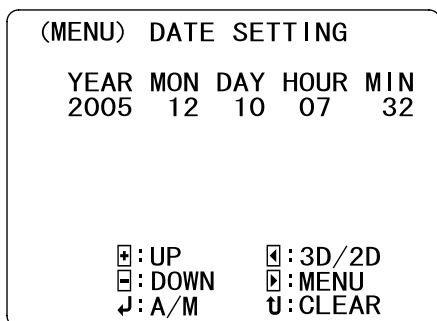 (MENU) DATE SETTING
YEAR MON DAY HOUR MIN
2005 12 10 07 32
+:UP ◀:3D/2D
-:DOWN ▶:MENU
↲:A/M ↺:CLEAR